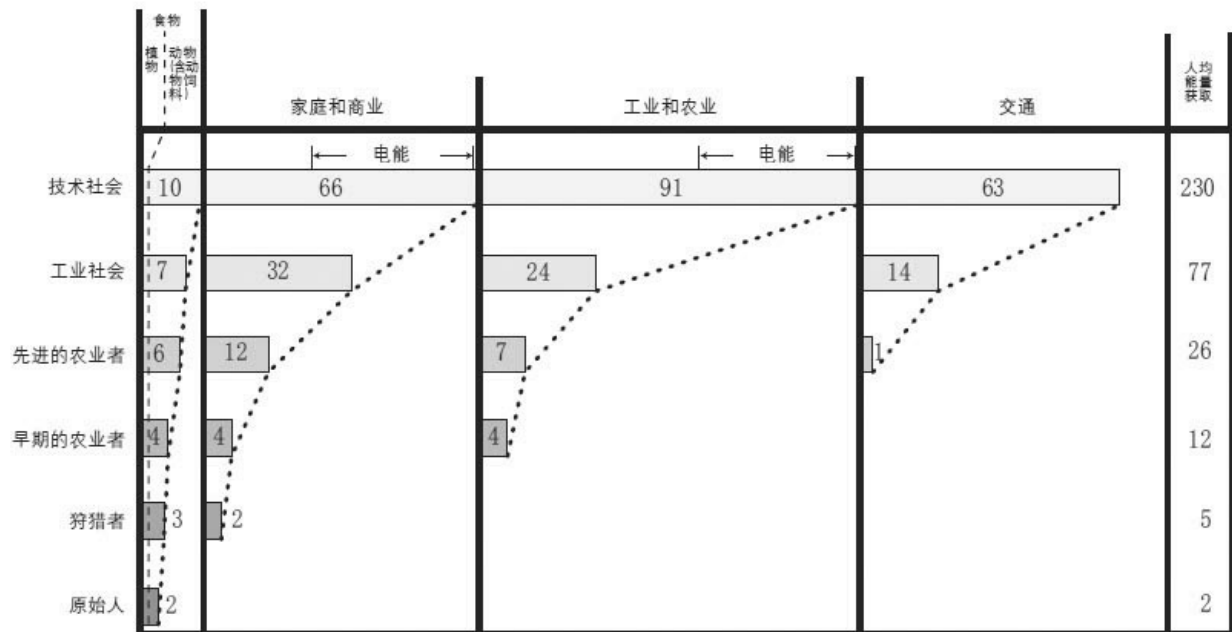 食物
植物
动物(含动物饲料)
家庭和商业
工业和农业
交通
人均能量获取
电能
电能
技术社会 10 66 91 63 230
工业社会 7 32 24 14 77
先进的农业者 6 12 7 1 26
早期的农业者 4 4 4 12
狩猎者 3 2 5
原始人 2 2